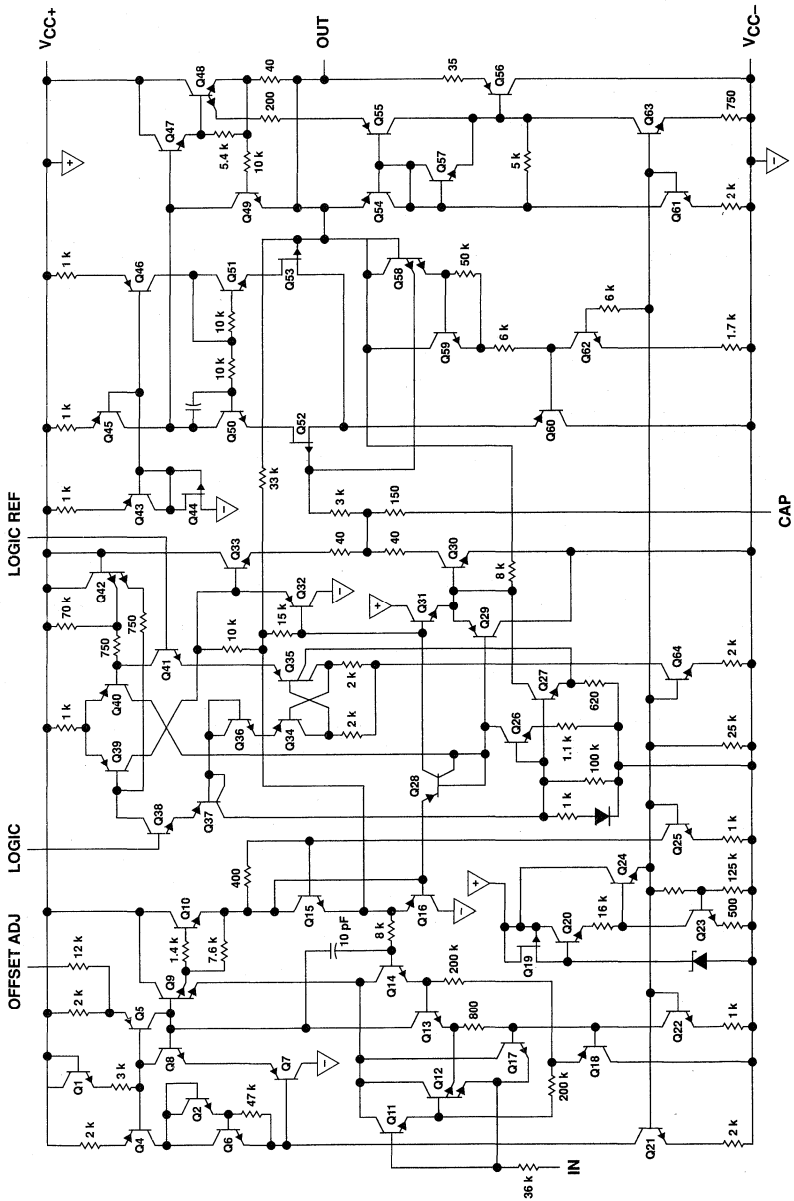 OFFSET ADJ
LOGIC
LOGIC REF
VCC+
2 k
Q1
3 k
2 k
12 k
1 k
70 k
1 k
1 k
1 k
+
Q4
Q5
Q39
Q40
Q42
Q43
Q45
Q46
Q47
Q48
Q2
Q6
47 k
Q8
Q9
1.4 k
7.6 k
Q10
Q38
750
750
Q41
Q44
−
Q50
10 k
10 k
Q51
Q49
5.4 k
10 k
200
40
Q7
−
400
Q37
Q36
10 k
Q33
33 k
Q52
Q53
OUT
Q15
Q34
Q35
15 k
Q32
−
40
3 k
10 pF
2 k
2 k
Q11
Q12
Q13
Q14
8 k
Q16
−
Q28
+
Q31
40
150
Q58
50 k
Q54
Q55
Q57
36 k
IN
Q17
800
200 k
Q29
Q30
Q59
6 k
35
200 k
Q18
Q19
+
Q26
Q27
8 k
5 k
Q56
Q20
16 k
1 k
100 k
1.1 k
620
Q60
Q62
6 k
Q21
Q22
Q24
Q25
Q64
Q61
Q63
2 k
1 k
Q23
500
125 k
1 k
25 k
2 k
1.7 k
2 k
750
VCC−
−
CAP